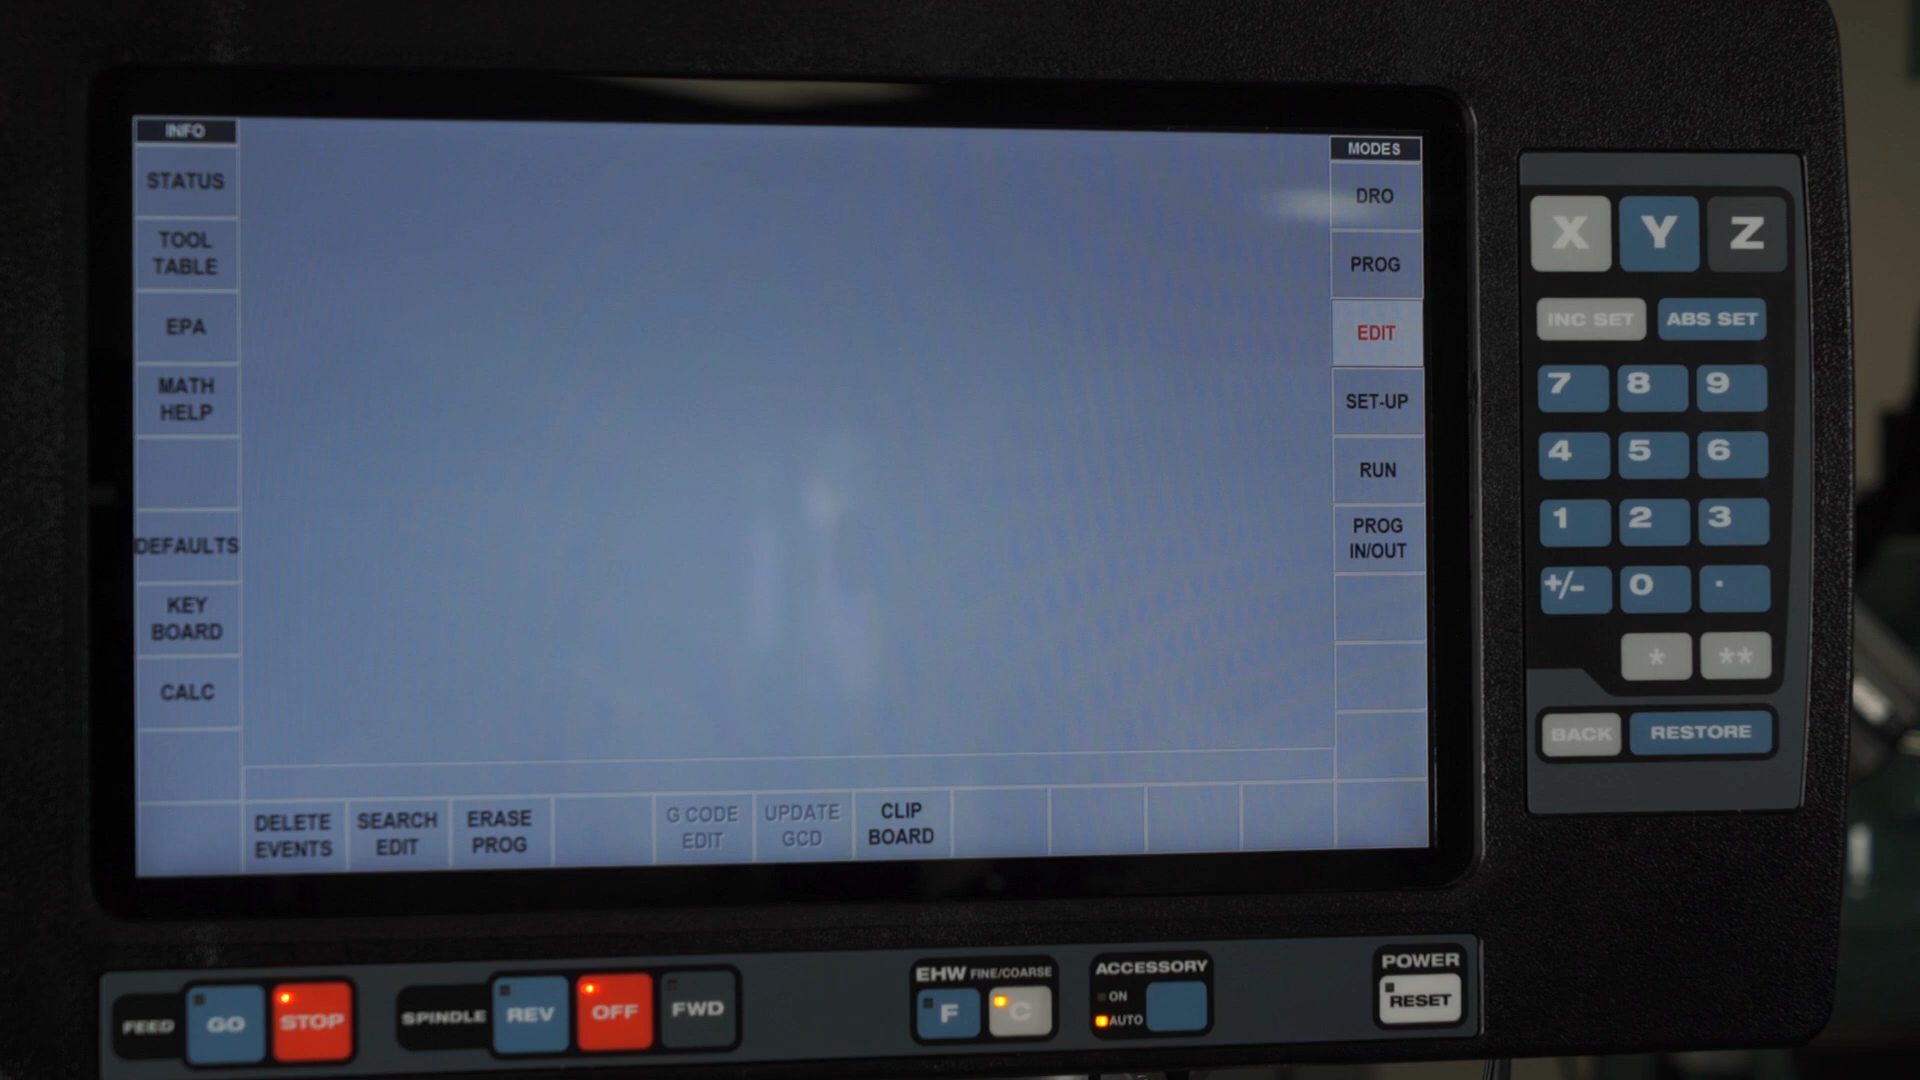 INFO
STATUS
TOOL
TABLE
EPA
MATH
HELP
DEFAULTS
KEY
BOARD
CALC
DELETE
EVENTS
SEARCH
EDIT
ERASE
PROG
G CODE
EDIT
UPDATE
GCD
CLIP
BOARD
MODES
DRO
PROG
EDIT
SET-UP
RUN
PROG
IN/OUT
X Y Z
INC SET ABS SET
7 8 9
4 5 6
1 2 3
+/- 0 .
* **
BACK RESTORE
FEED GO STOP
SPINDLE REV OFF FWD
EHW FINE/COARSE
F C
ACCESSORY
ON
AUTO
POWER
RESET